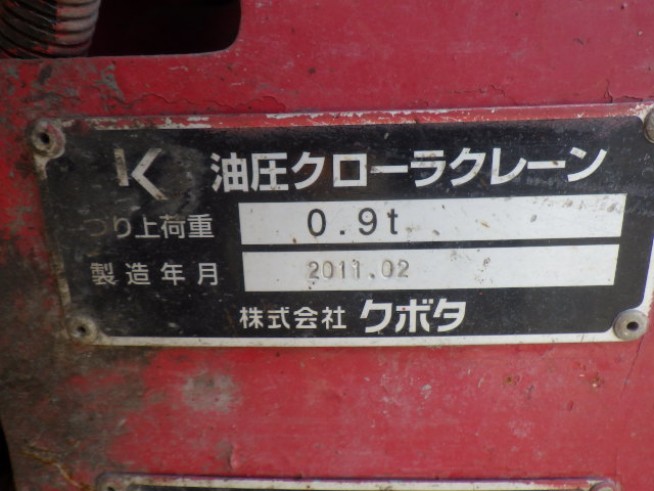 K 油圧クローラクレーン
つり上荷重 0.9t
製造年月 2011.02
株式会社 クボタ